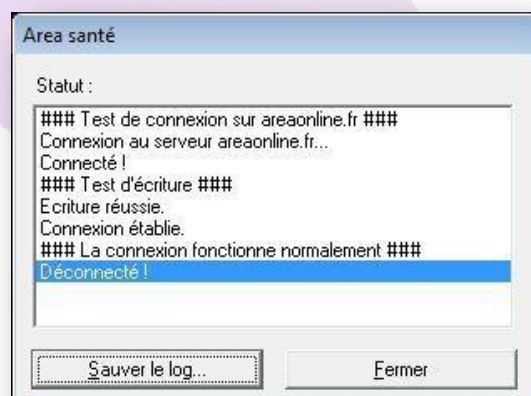 Area santé
Statut :
### Test de connexion sur areaonline.fr ###
Connexion au serveur areaonline.fr...
Connecté !
### Test d'écriture ###
Ecriture réussie.
Connexion établie.
### La connexion fonctionne normalement ###
Déconnecté !
Sauver le log...
Fermer